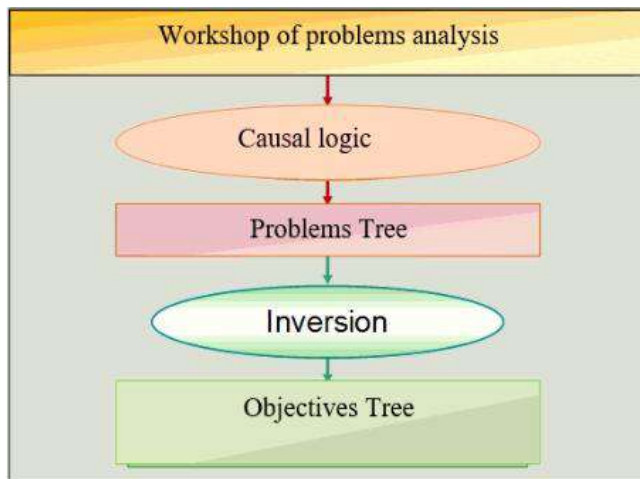 Workshop of problems analysis
Causal logic
Problems Tree
Inversion
Objectives Tree